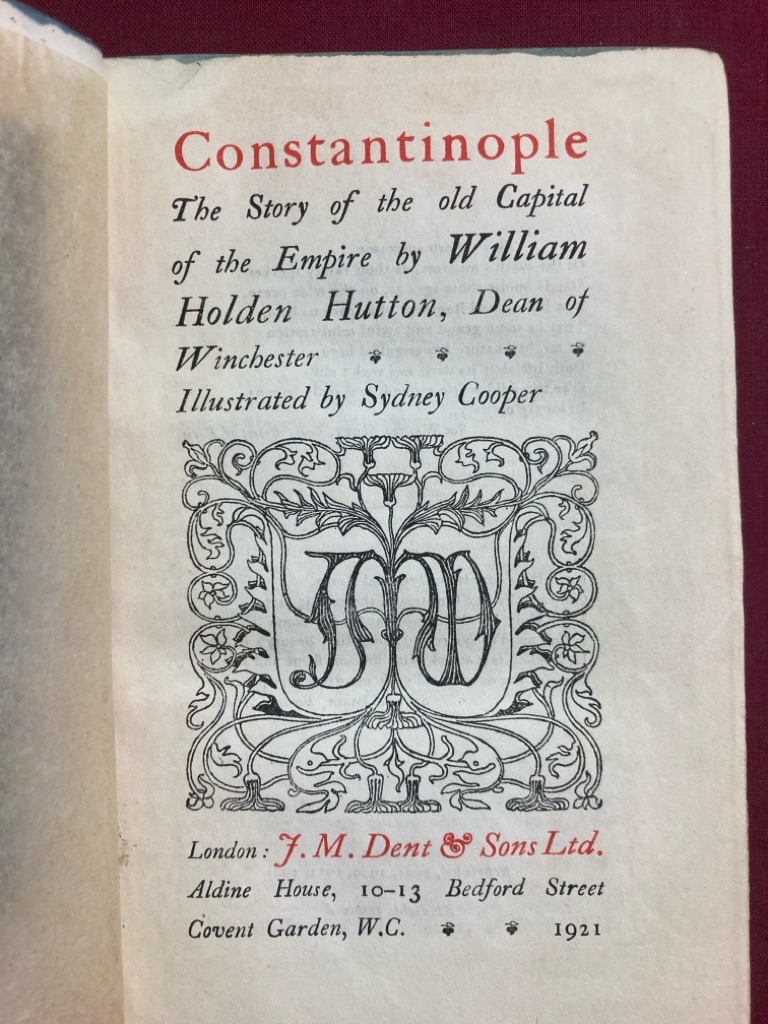 Constantinople
The Story of the old Capital
of the Empire by William
Holden Hutton, Dean of
Winchester
Illustrated by Sydney Cooper
JMD
London: J. M. Dent & Sons Ltd.
Aldine House, 10–13 Bedford Street
Covent Garden, W.C. 1921